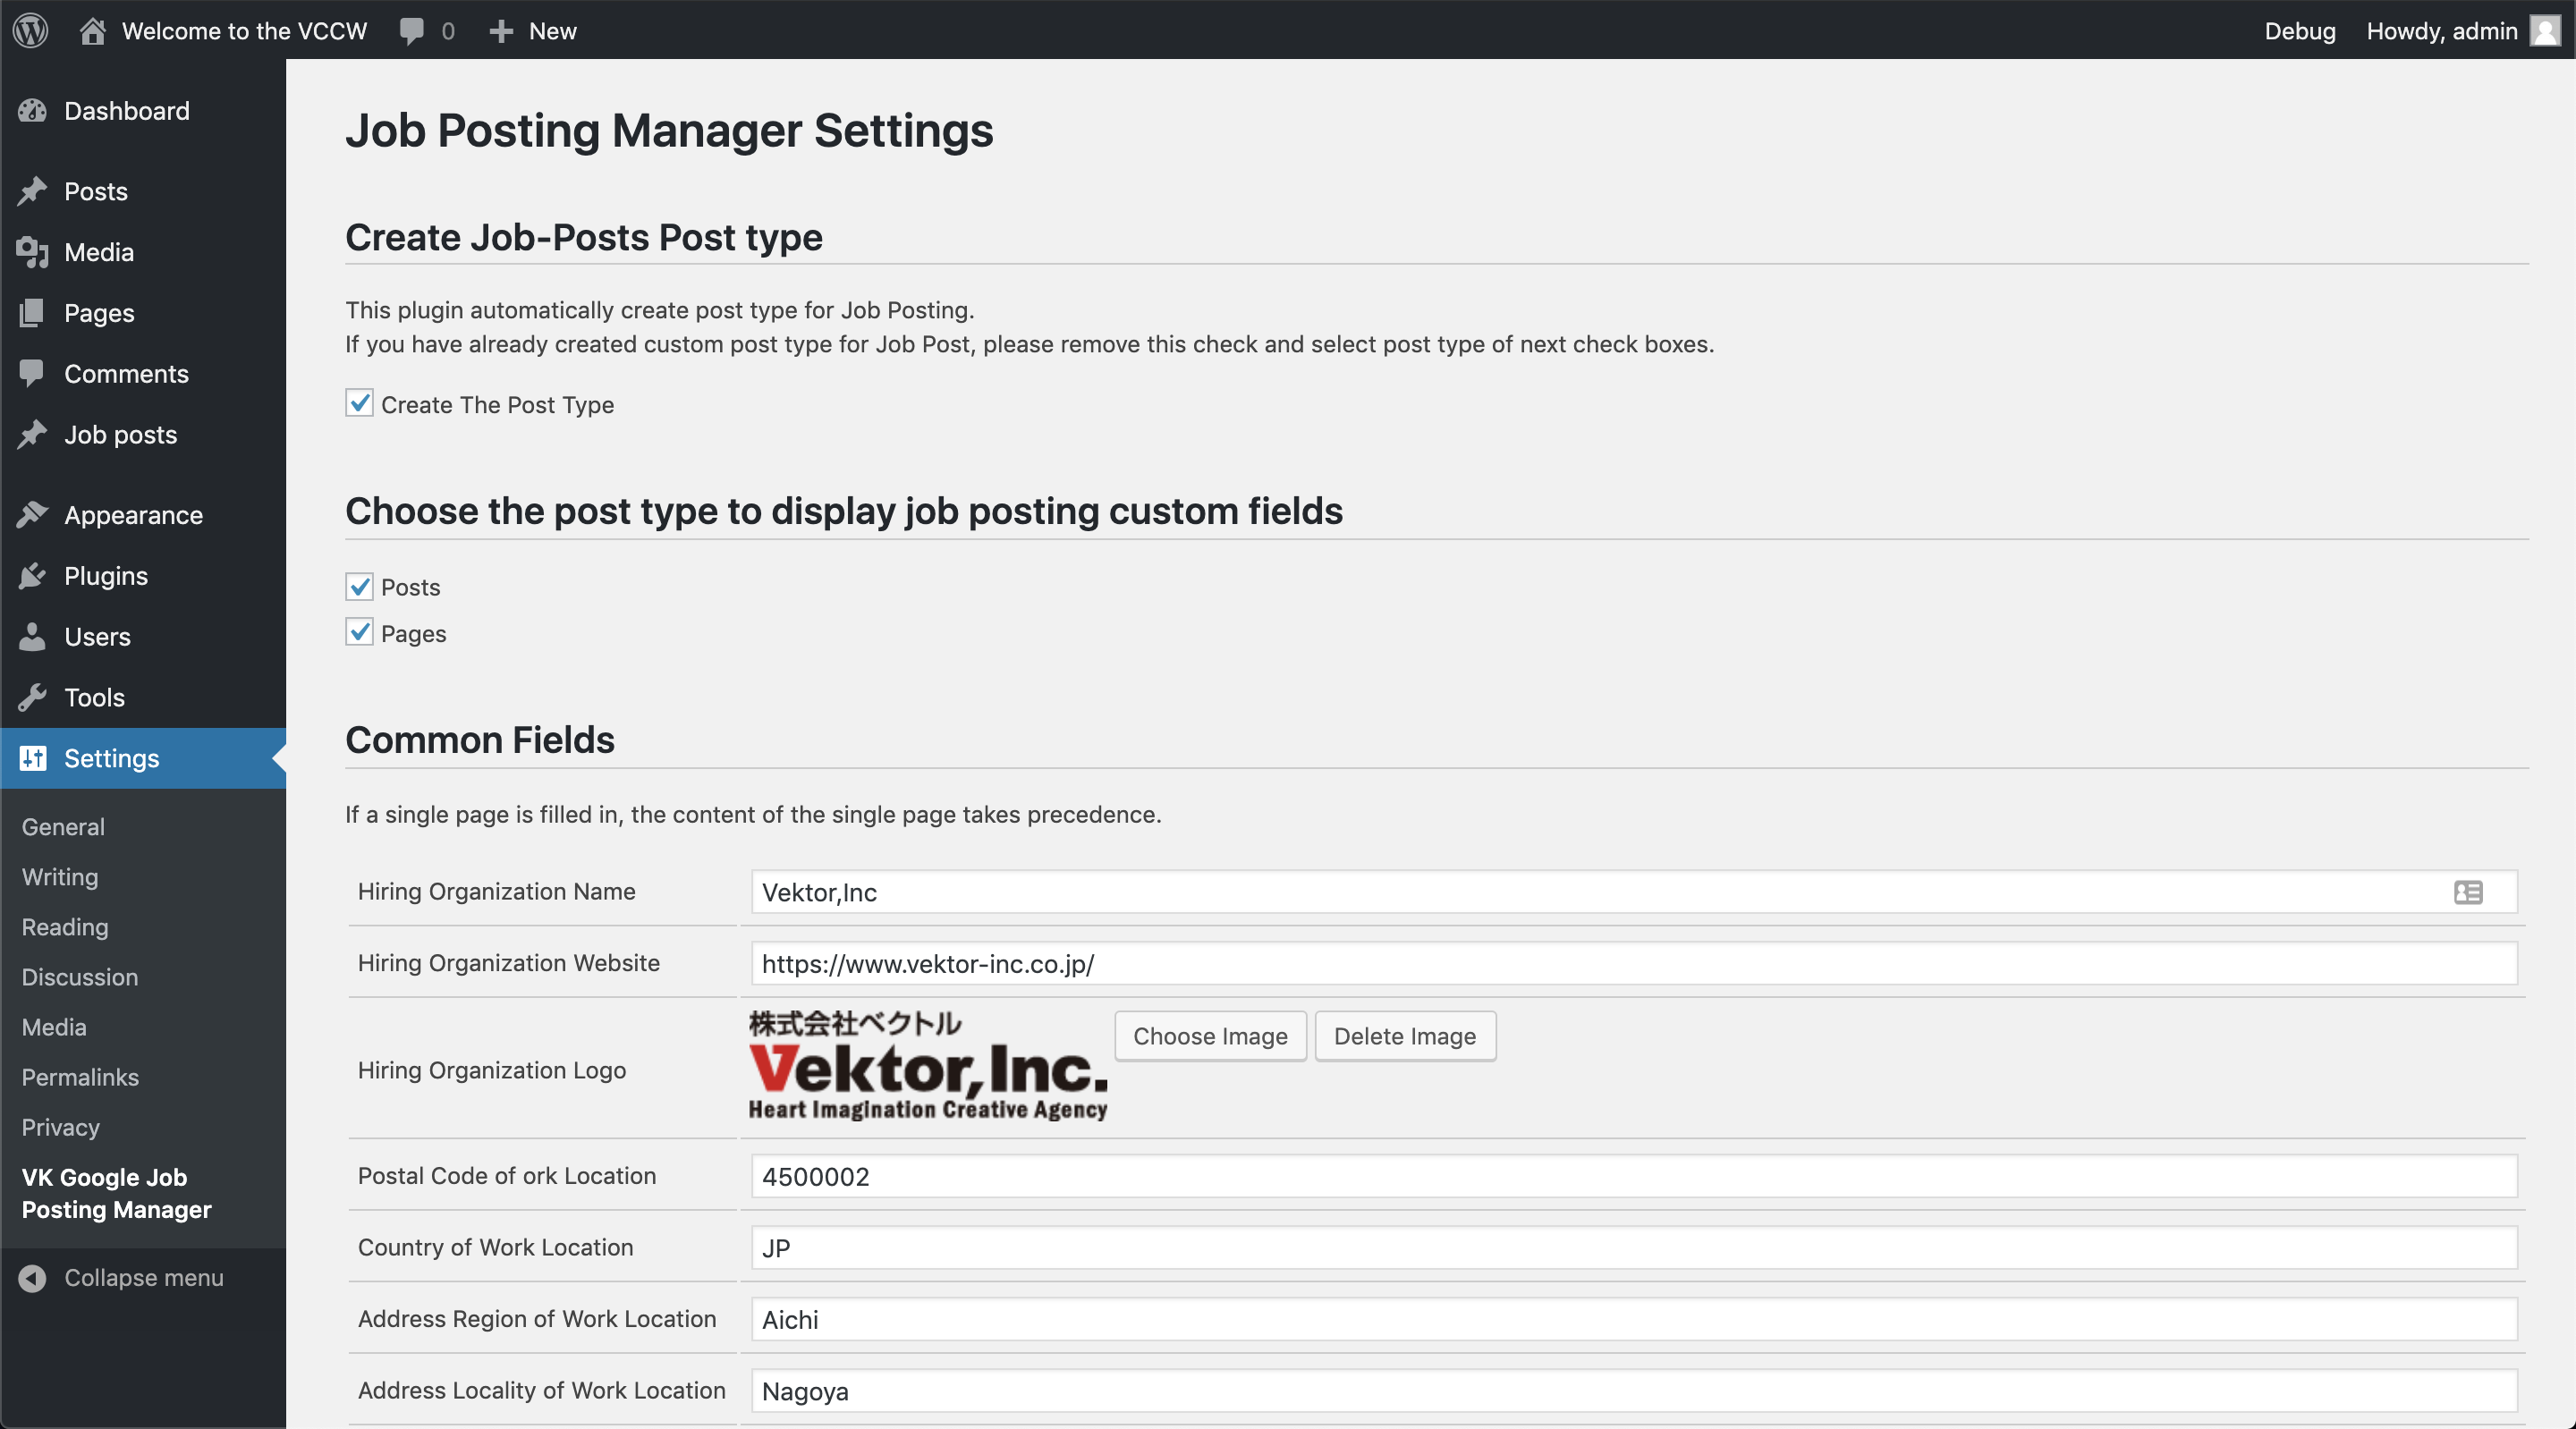 Welcome to the VCCW
0
New
Debug
Howdy, admin
Dashboard
Posts
Media
Pages
Comments
Job posts
Appearance
Plugins
Users
Tools
Settings
General
Writing
Reading
Discussion
Media
Permalinks
Privacy
VK Google Job
Posting Manager
Collapse menu
Job Posting Manager Settings
Create Job-Posts Post type
This plugin automatically create post type for Job Posting.
If you have already created custom post type for Job Post, please remove this check and select post type of next check boxes.
Create The Post Type
Choose the post type to display job posting custom fields
Posts
Pages
Common Fields
If a single page is filled in, the content of the single page takes precedence.
Hiring Organization Name
Vektor,Inc
Hiring Organization Website
https://www.vektor-inc.co.jp/
Hiring Organization Logo
株式会社ベクトル
Vektor,Inc.
Heart Imagination Creative Agency
Choose Image
Delete Image
Postal Code of ork Location
4500002
Country of Work Location
JP
Address Region of Work Location
Aichi
Address Locality of Work Location
Nagoya